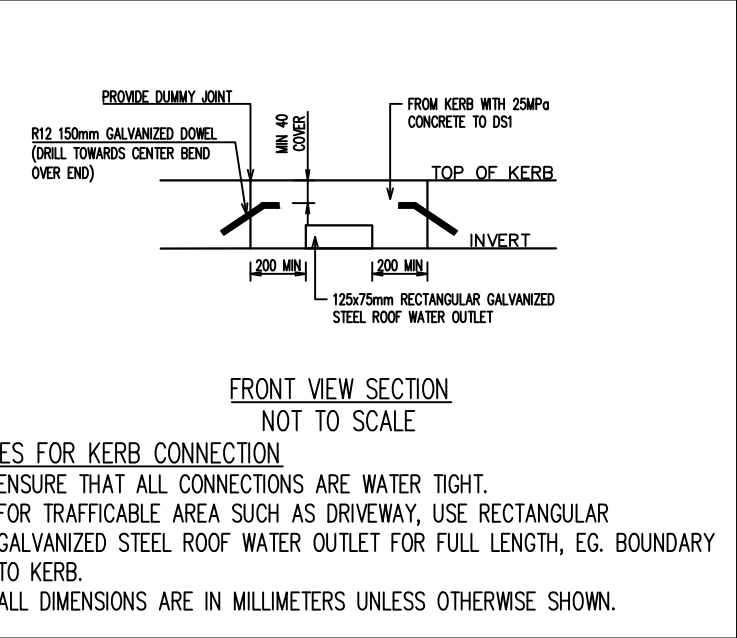 PROVIDE DUMMY JOINT
R12 150mm GALVANIZED DOWEL
(DRILL TOWARDS CENTER BEND
OVER END)
MIN 40
COVER
FROM KERB WITH 25MPa
CONCRETE TO DS1
TOP OF KERB
INVERT
200 MIN
200 MIN
125x75mm RECTANGULAR GALVANIZED
STEEL ROOF WATER OUTLET
FRONT VIEW SECTION
NOT TO SCALE
ES FOR KERB CONNECTION
ENSURE THAT ALL CONNECTIONS ARE WATER TIGHT.
FOR TRAFFICABLE AREA SUCH AS DRIVEWAY, USE RECTANGULAR
GALVANIZED STEEL ROOF WATER OUTLET FOR FULL LENGTH, EG. BOUNDARY
TO KERB.
ALL DIMENSIONS ARE IN MILLIMETERS UNLESS OTHERWISE SHOWN.